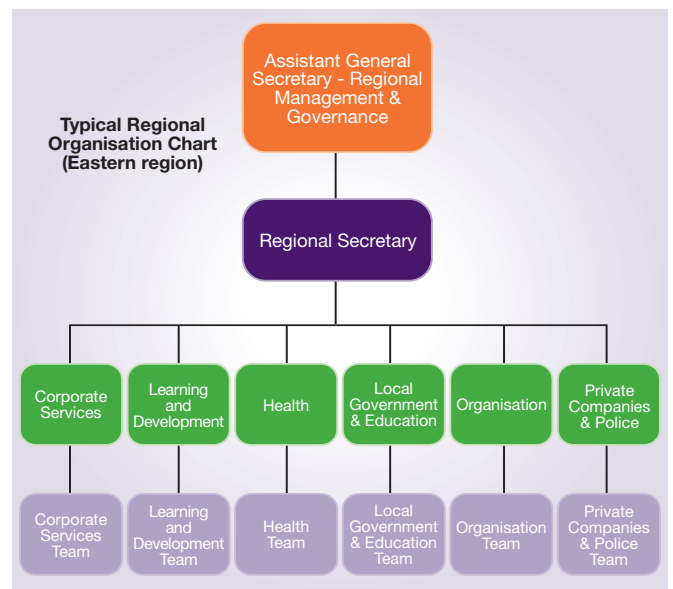 Assistant General
Secretary - Regional
Management &
Governance
Typical Regional
Organisation Chart
(Eastern region)
Regional Secretary
Corporate
Services
Learning
and
Development
Health
Local
Government
& Education
Organisation
Private
Companies
& Police
Corporate
Services
Team
Learning
and
Development
Team
Health
Team
Local
Government
& Education
Team
Organisation
Team
Private
Companies
& Police
Team